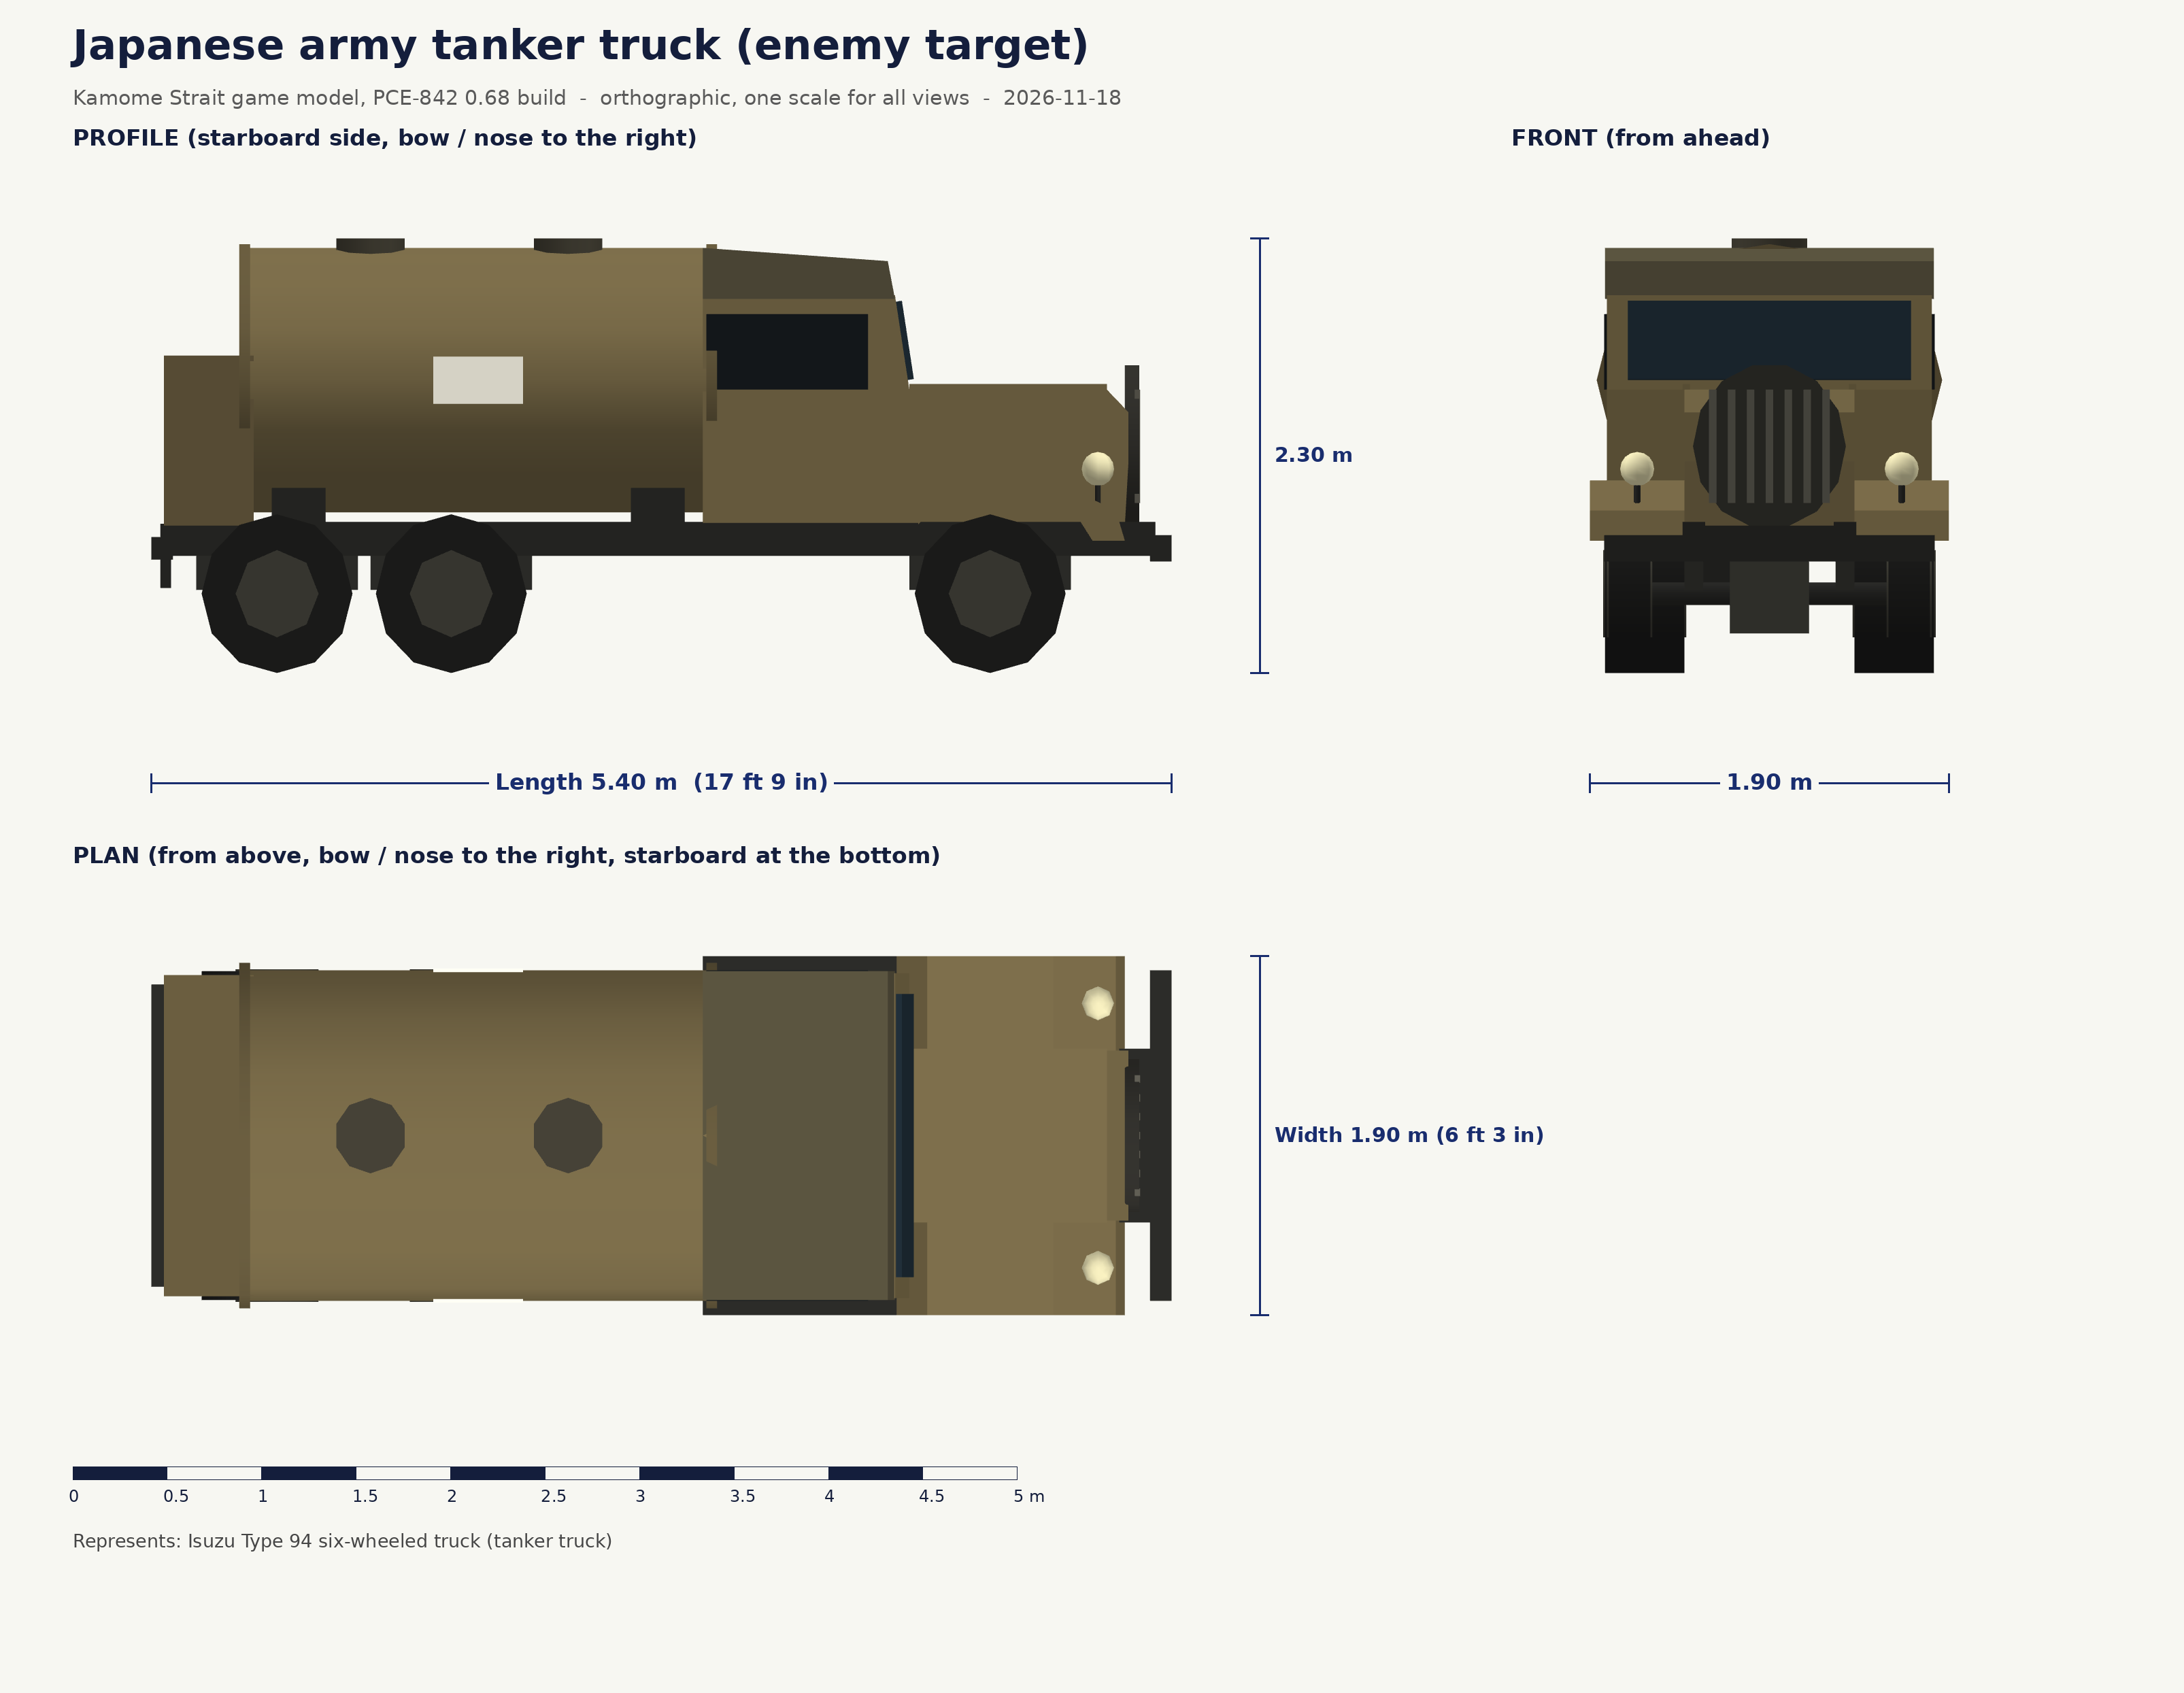 Japanese army tanker truck (enemy target)
Kamome Strait game model, PCE-842 0.68 build - orthographic, one scale for all views - 2026-11-18
PROFILE (starboard side, bow / nose to the right)
FRONT (from ahead)
2.30 m
Length 5.40 m (17 ft 9 in)
1.90 m
PLAN (from above, bow / nose to the right, starboard at the bottom)
Width 1.90 m (6 ft 3 in)
0 0.5 1 1.5 2 2.5 3 3.5 4 4.5 5 m
Represents: Isuzu Type 94 six-wheeled truck (tanker truck)